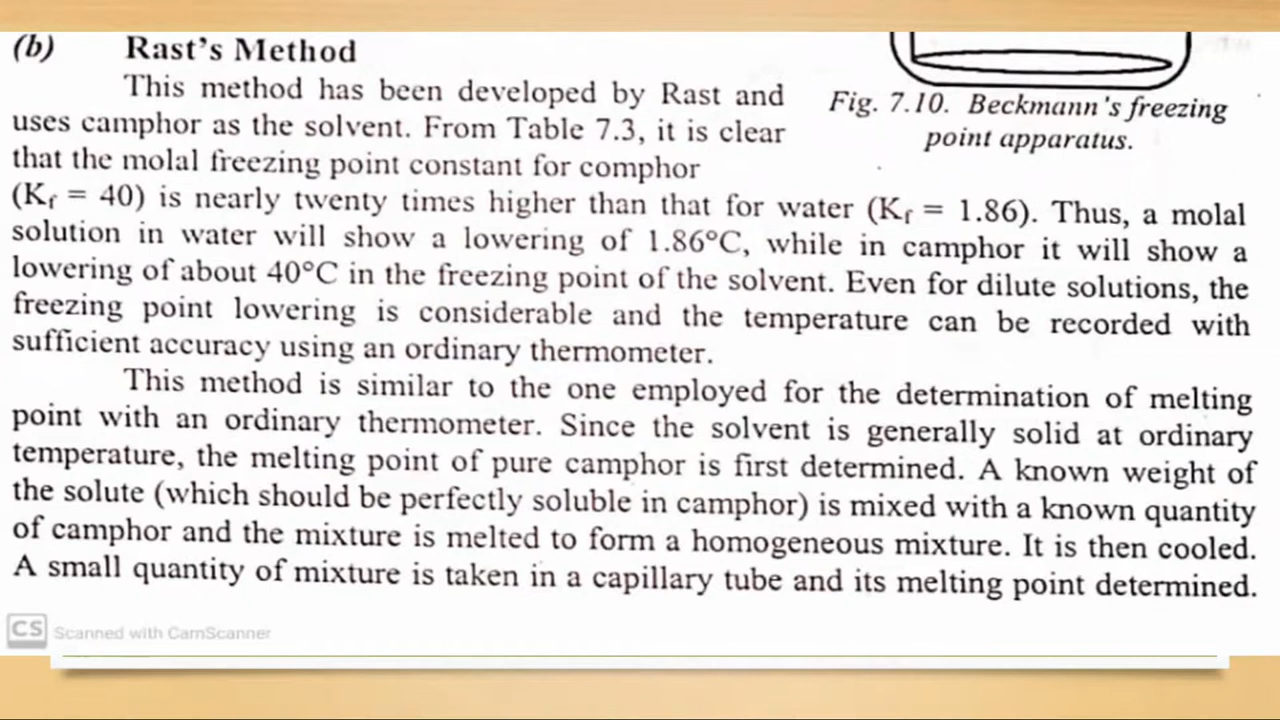 (b) Rast's Method
This method has been developed by Rast and
uses camphor as the solvent. From Table 7.3, it is clear
that the molal freezing point constant for comphor
Fig. 7.10. Beckmann's freezing
point apparatus.
(Kf = 40) is nearly twenty times higher than that for water (Kf = 1.86). Thus, a molal
solution in water will show a lowering of 1.86°C, while in camphor it will show a
lowering of about 40°C in the freezing point of the solvent. Even for dilute solutions, the
freezing point lowering is considerable and the temperature can be recorded with
sufficient accuracy using an ordinary thermometer.
This method is similar to the one employed for the determination of melting
point with an ordinary thermometer. Since the solvent is generally solid at ordinary
temperature, the melting point of pure camphor is first determined. A known weight of
the solute (which should be perfectly soluble in camphor) is mixed with a known quantity
of camphor and the mixture is melted to form a homogeneous mixture. It is then cooled.
A small quantity of mixture is taken in a capillary tube and its melting point determined.
CS Scanned with CamScanner